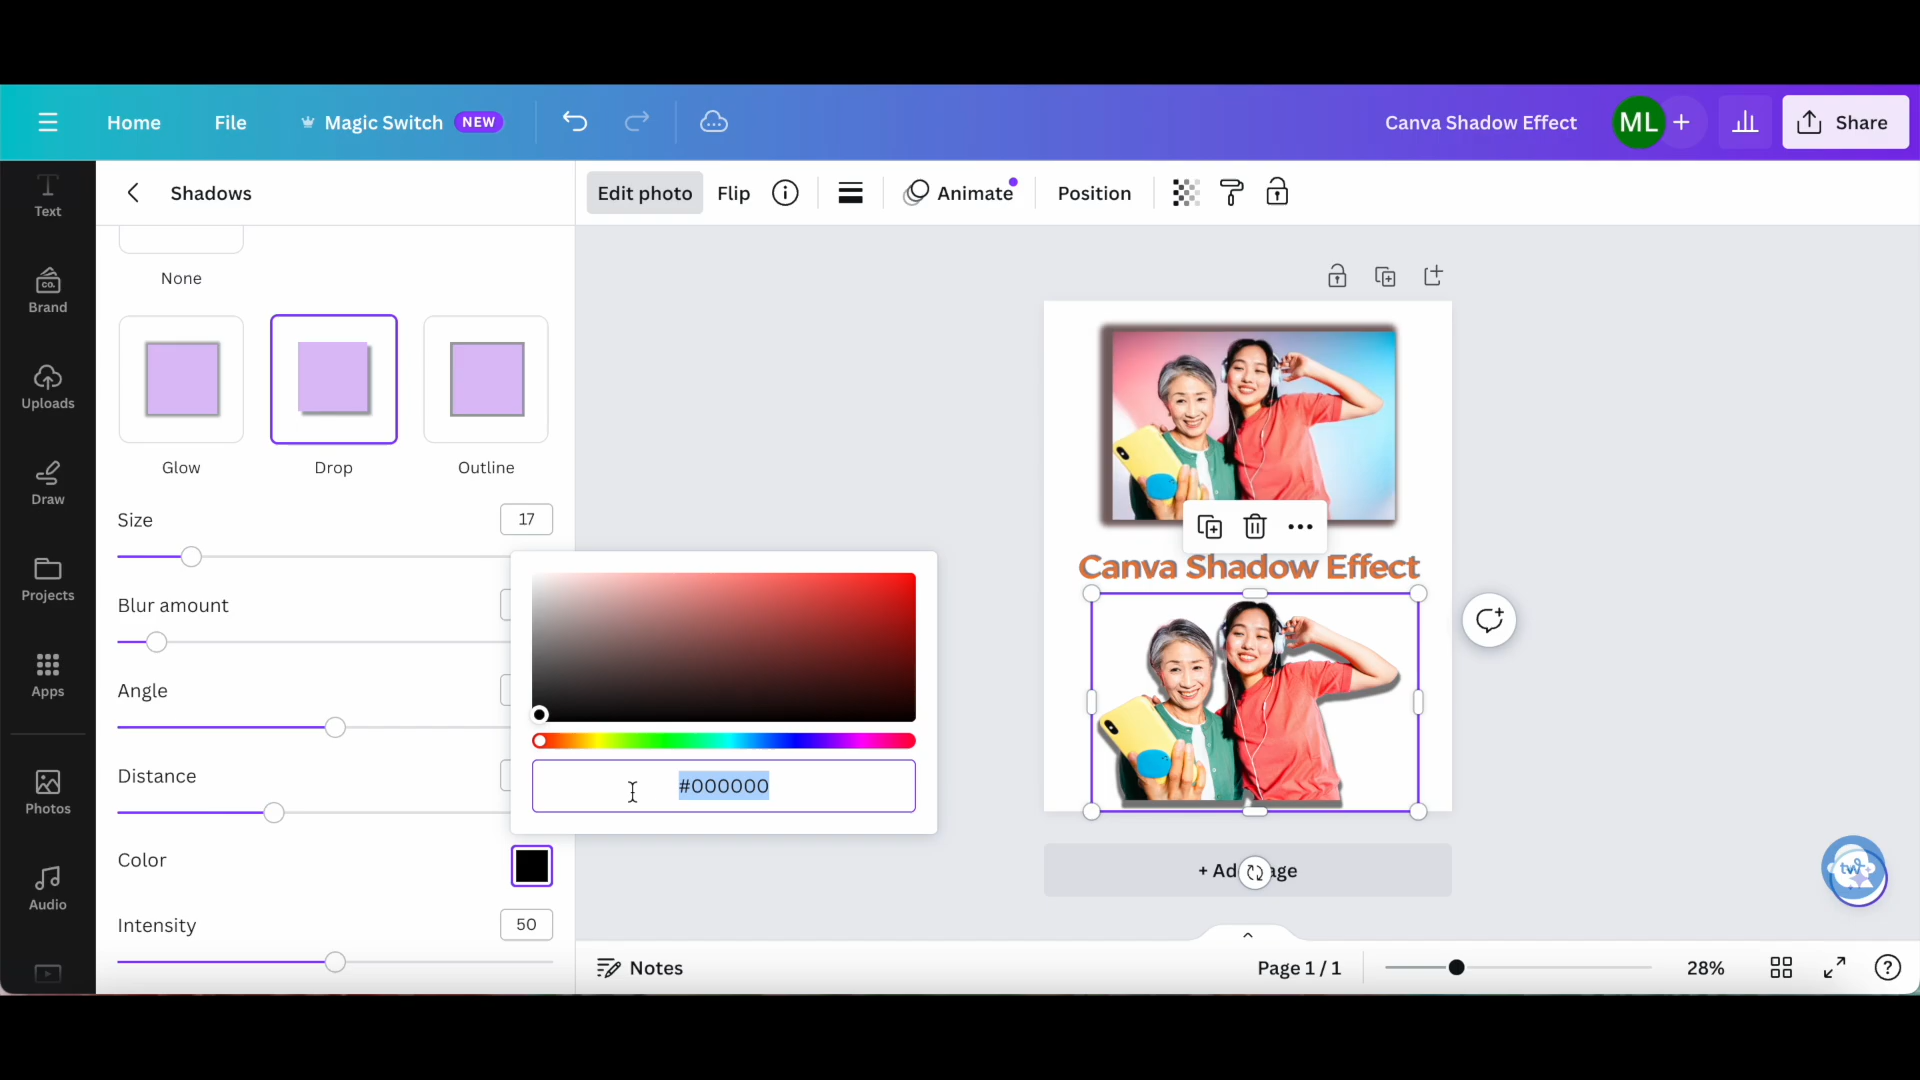 Home
File
Magic Switch NEW
Canva Shadow Effect
ML
+
Share
Text
Brand
Uploads
Draw
Projects
Apps
Photos
Audio
Shadows
Edit photo
Flip
Animate
Position
None
Glow
Drop
Outline
Size
17
Blur amount
Angle
Distance
Color
Intensity
50
#000000
Canva Shadow Effect
+ Ad age
Notes
Page 1 / 1
28%